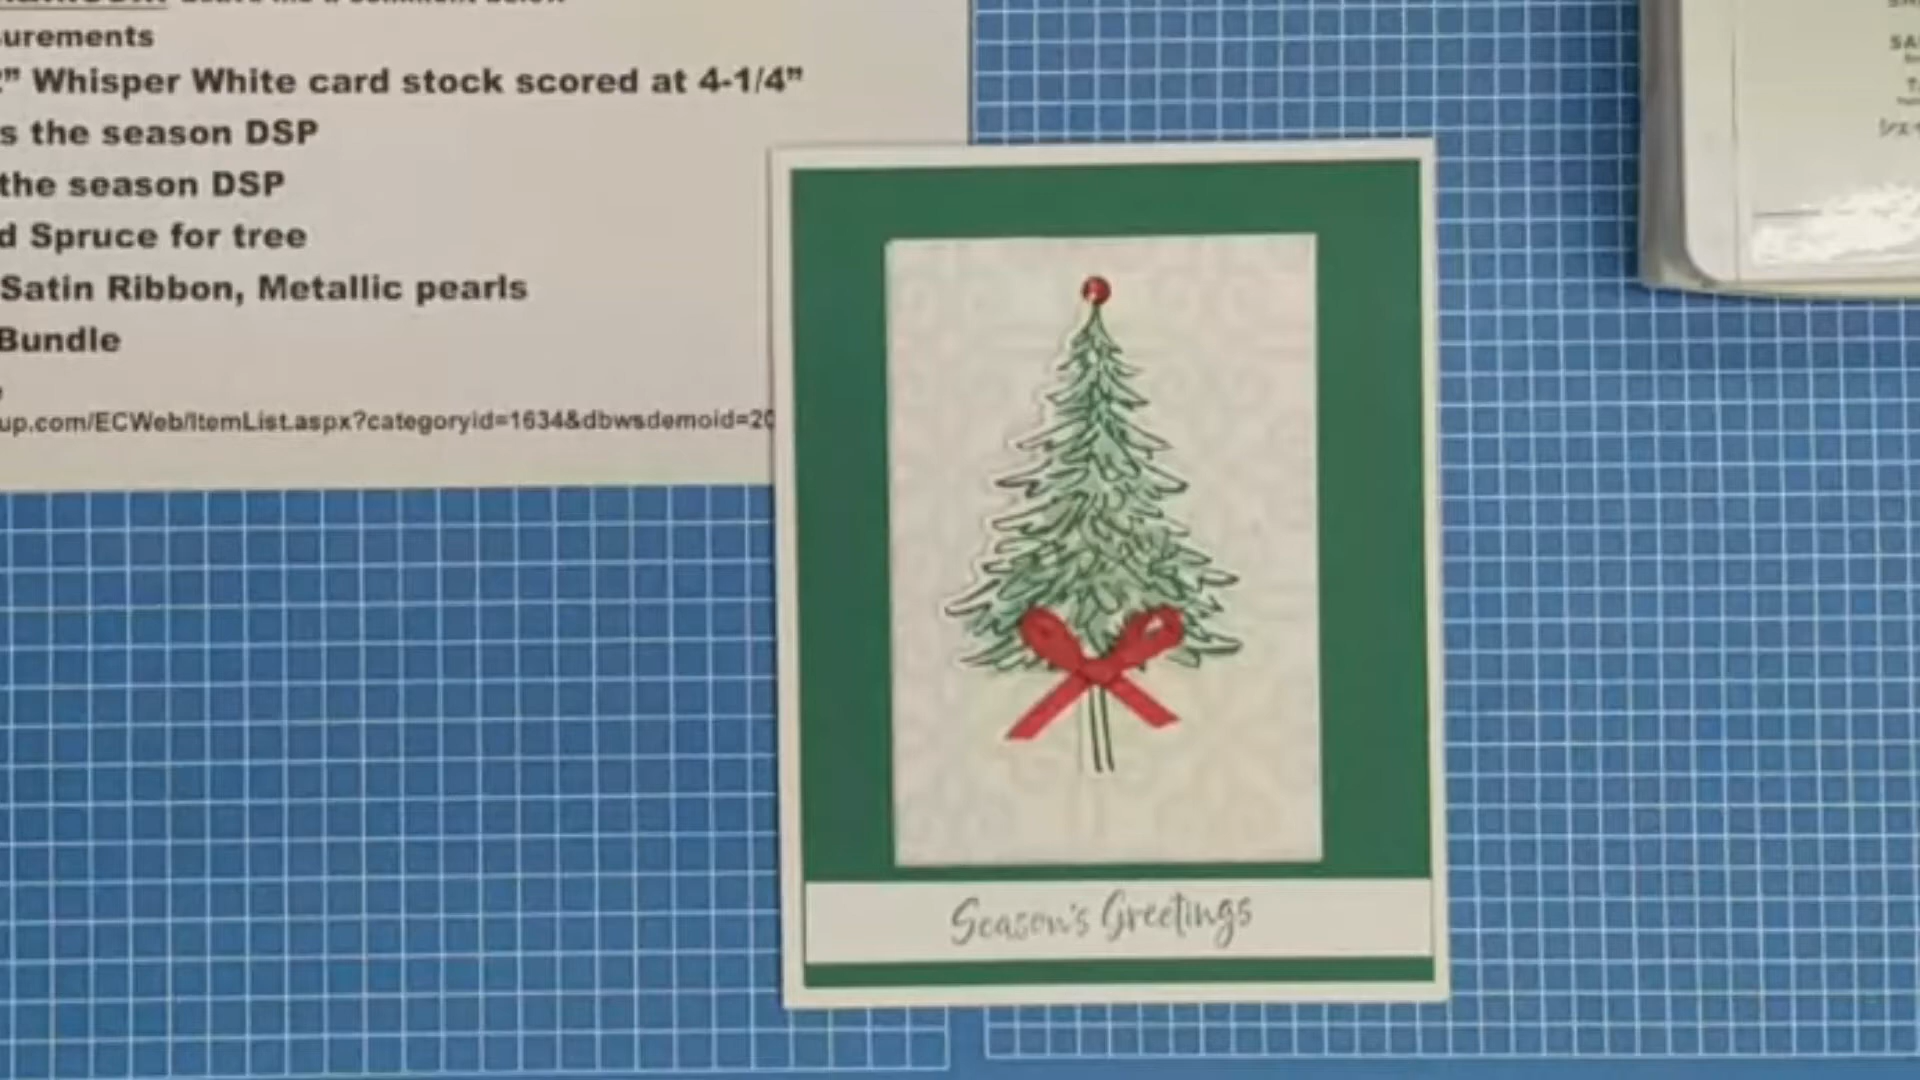 urements
” Whisper White card stock scored at 4-1/4”
s the season DSP
the season DSP
d Spruce for tree
Satin Ribbon, Metallic pearls
Bundle
up.com/ECWeb/ItemList.aspx?categoryid=1634&dbwsdemoid=20
Season's Greetings